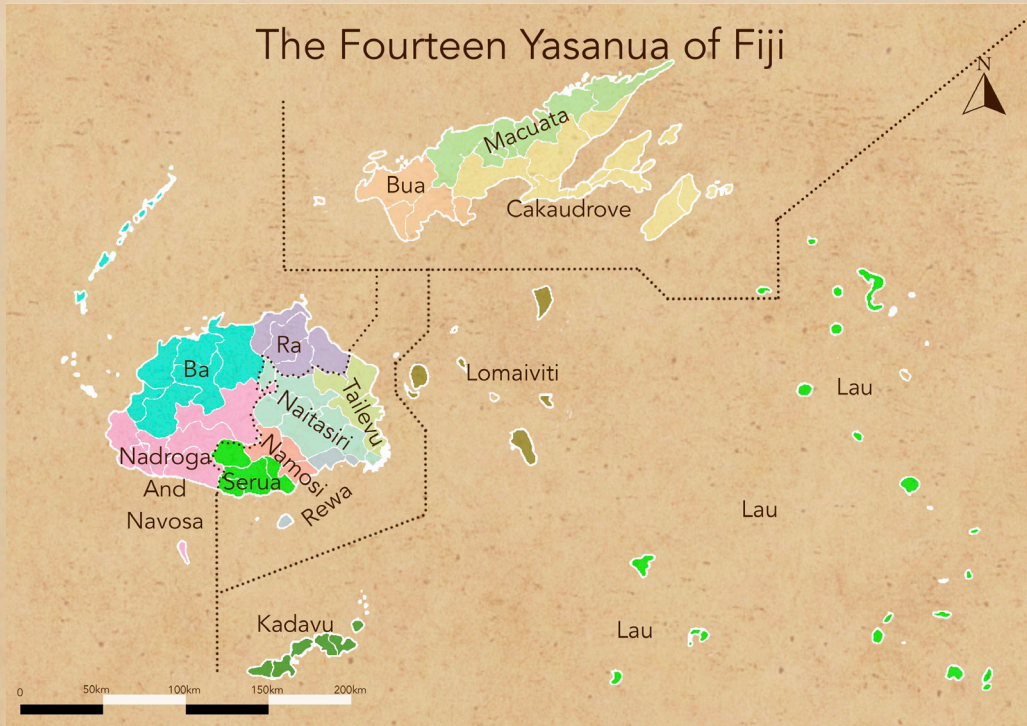 The Fourteen Yasanua of Fiji
N
Macuata
Bua
Cakaudrove
Ra
Ba
Lomaiviti
Tailevu
Lau
Naitasiri
Nadroga
And
Navosa
Namosi
Serua
Rewa
Lau
Kadavu
Lau
0
50km
100km
150km
200km